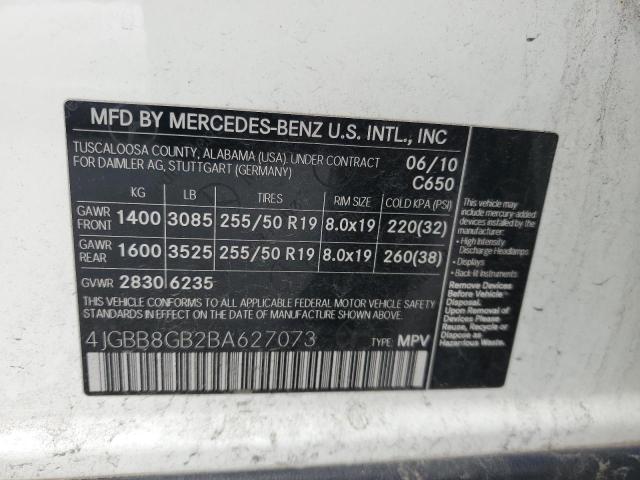 MFD BY MERCEDES-BENZ U.S. INTL., INC
TUSCALOOSA COUNTY, ALABAMA (USA). UNDER CONTRACT 06/10
FOR DAIMLER AG, STUTTGART (GERMANY) C650
KG LB TIRES RIM SIZE COLD KPA (PSI)
GAWR FRONT 1400 3085 255/50 R19 8.0x19 220(32)
GAWR REAR 1600 3525 255/50 R19 8.0x19 260(38)
GVWR 2830 6235
THIS VEHICLE CONFORMS TO ALL APPLICABLE FEDERAL MOTOR VEHICLE SAFETY
STANDARDS IN EFFECT ON THE DATE OF MANUFACTURE SHOWN ABOVE.
4JGBB8GB2BA627073 TYPE: MPV
This vehicle may
include mercury-added
devices installed by the
manufacturer:
• High Intensity
Discharge Headlamps
• Displays
• Back-lit Instruments
Remove Devices
Before Vehicle
Disposal.
Upon Removal of
Devices Please
Reuse, Recycle or
Dispose as
Hazardous Waste.